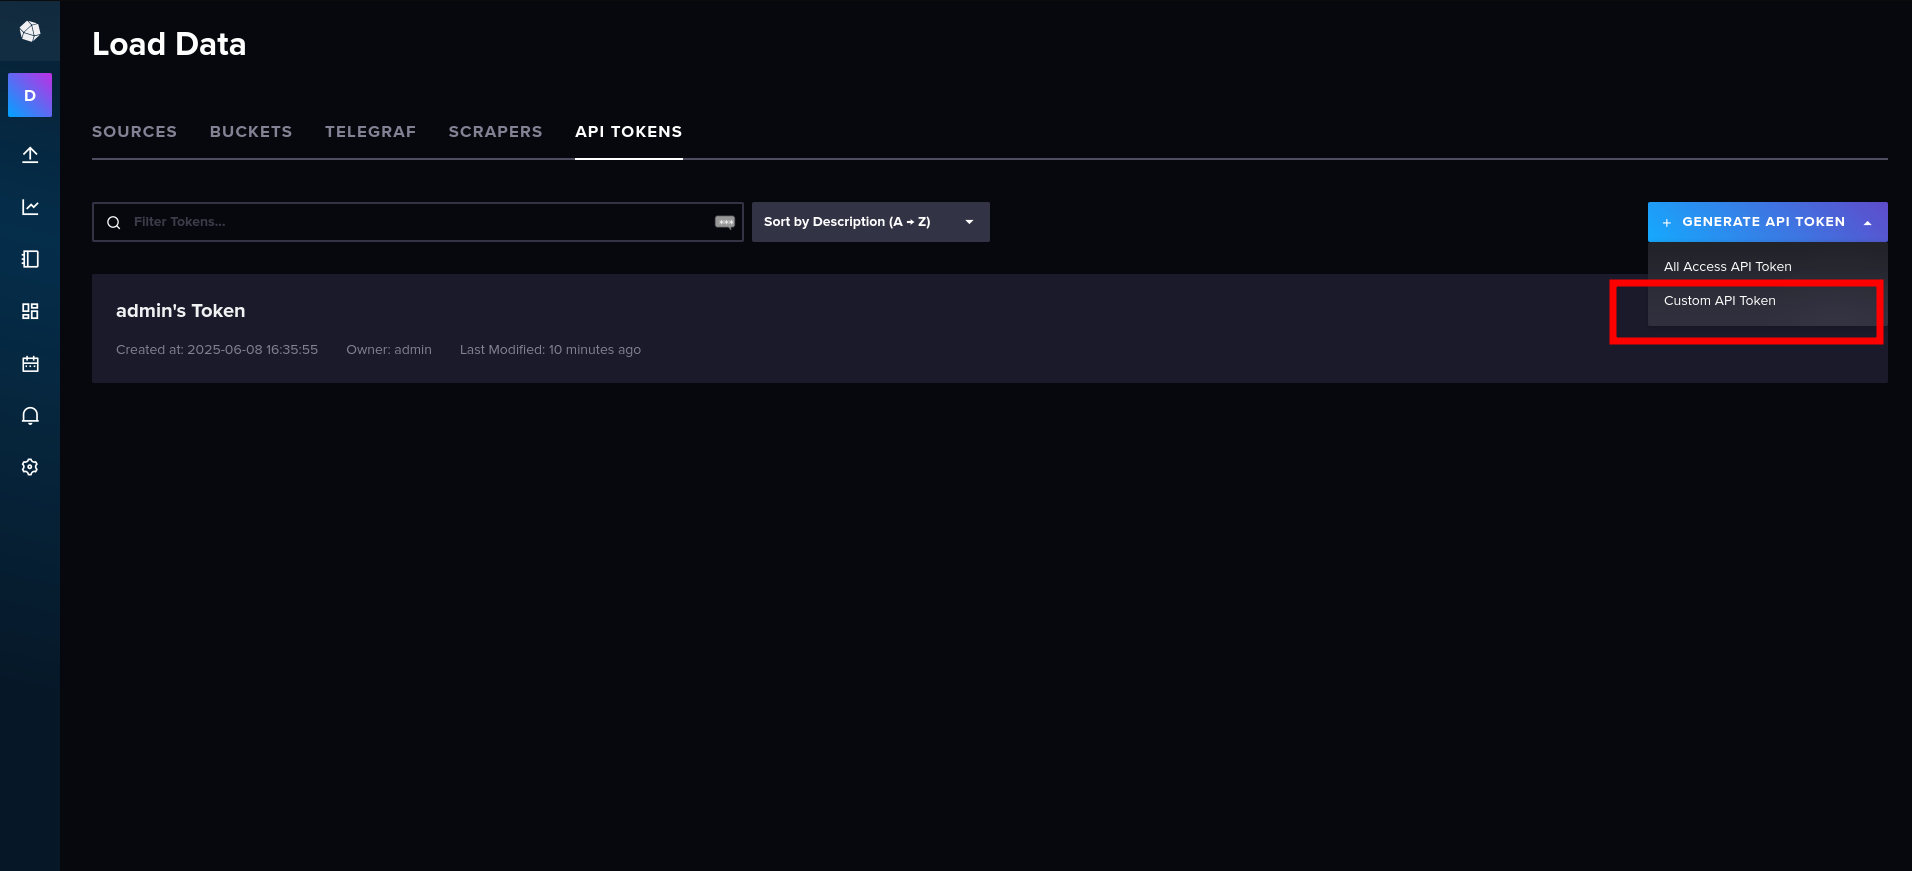 Load Data
D
SOURCES BUCKETS TELEGRAF SCRAPERS API TOKENS
Filter Tokens... Sort by Description (A → Z) + GENERATE API TOKEN
All Access API Token
Custom API Token
admin's Token
Created at: 2025-06-08 16:35:55 Owner: admin Last Modified: 10 minutes ago